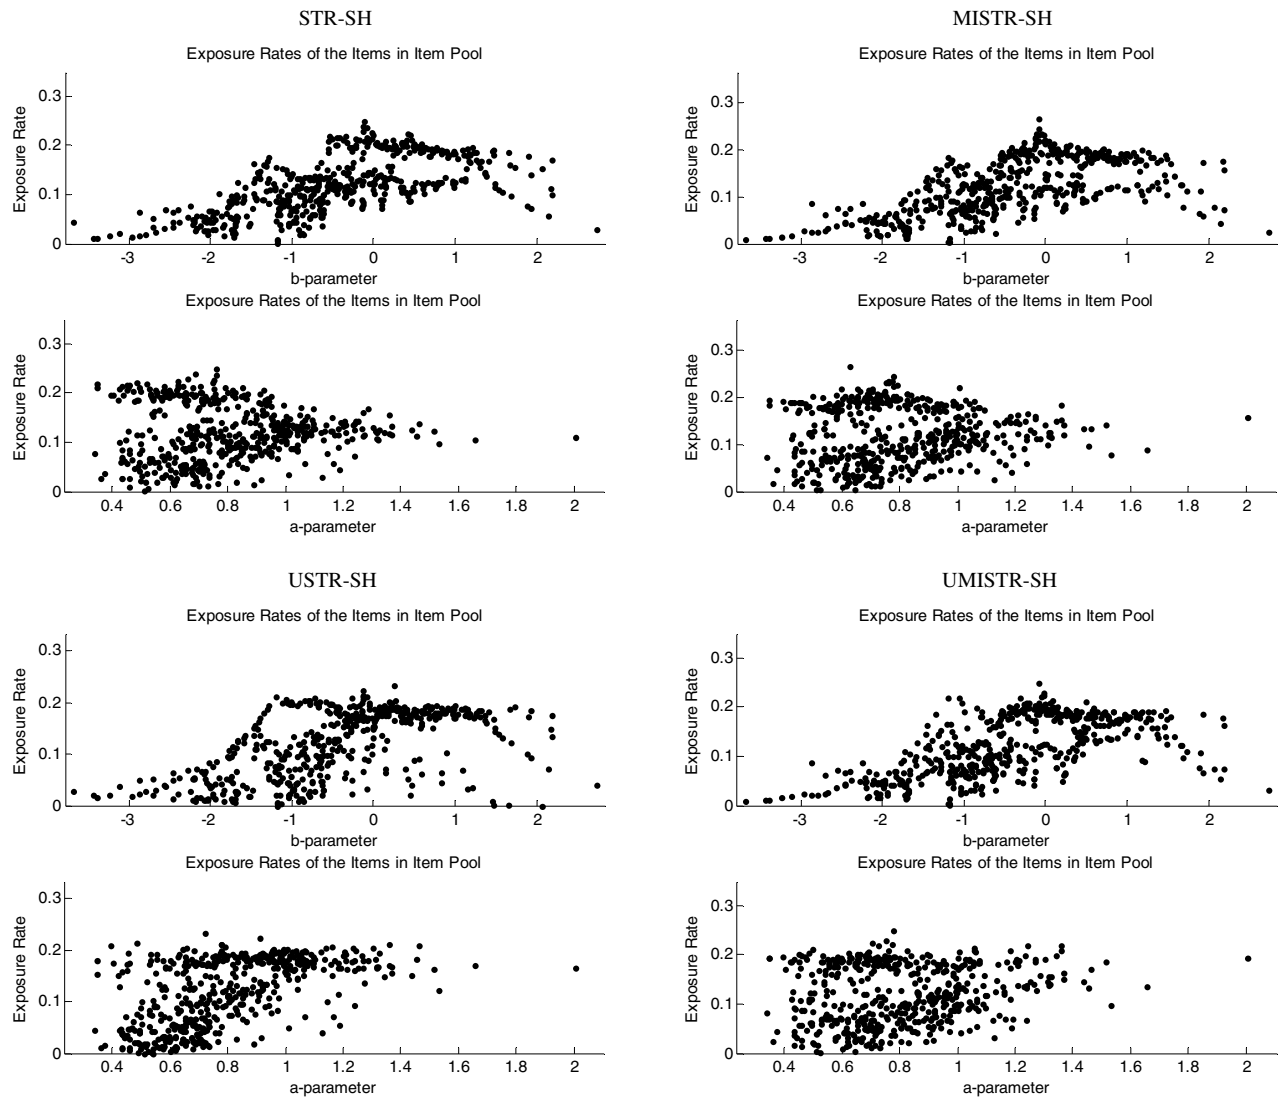 STR-SH
Exposure Rates of the Items in Item Pool
Exposure Rate
0.3
0.2
0.1
0
-3 -2 -1 0 1 2
b-parameter
Exposure Rates of the Items in Item Pool
Exposure Rate
0.3
0.2
0.1
0
0.4 0.6 0.8 1 1.2 1.4 1.6 1.8 2
a-parameter
MISTR-SH
Exposure Rates of the Items in Item Pool
Exposure Rate
0.3
0.2
0.1
0
-3 -2 -1 0 1 2
b-parameter
Exposure Rates of the Items in Item Pool
Exposure Rate
0.3
0.2
0.1
0
0.4 0.6 0.8 1 1.2 1.4 1.6 1.8 2
a-parameter
USTR-SH
Exposure Rates of the Items in Item Pool
Exposure Rate
0.3
0.2
0.1
0
-3 -2 -1 0 1 2
b-parameter
Exposure Rates of the Items in Item Pool
Exposure Rate
0.3
0.2
0.1
0
0.4 0.6 0.8 1 1.2 1.4 1.6 1.8 2
a-parameter
UMISTR-SH
Exposure Rates of the Items in Item Pool
Exposure Rate
0.3
0.2
0.1
0
-3 -2 -1 0 1 2
b-parameter
Exposure Rates of the Items in Item Pool
Exposure Rate
0.3
0.2
0.1
0
0.4 0.6 0.8 1 1.2 1.4 1.6 1.8 2
a-parameter